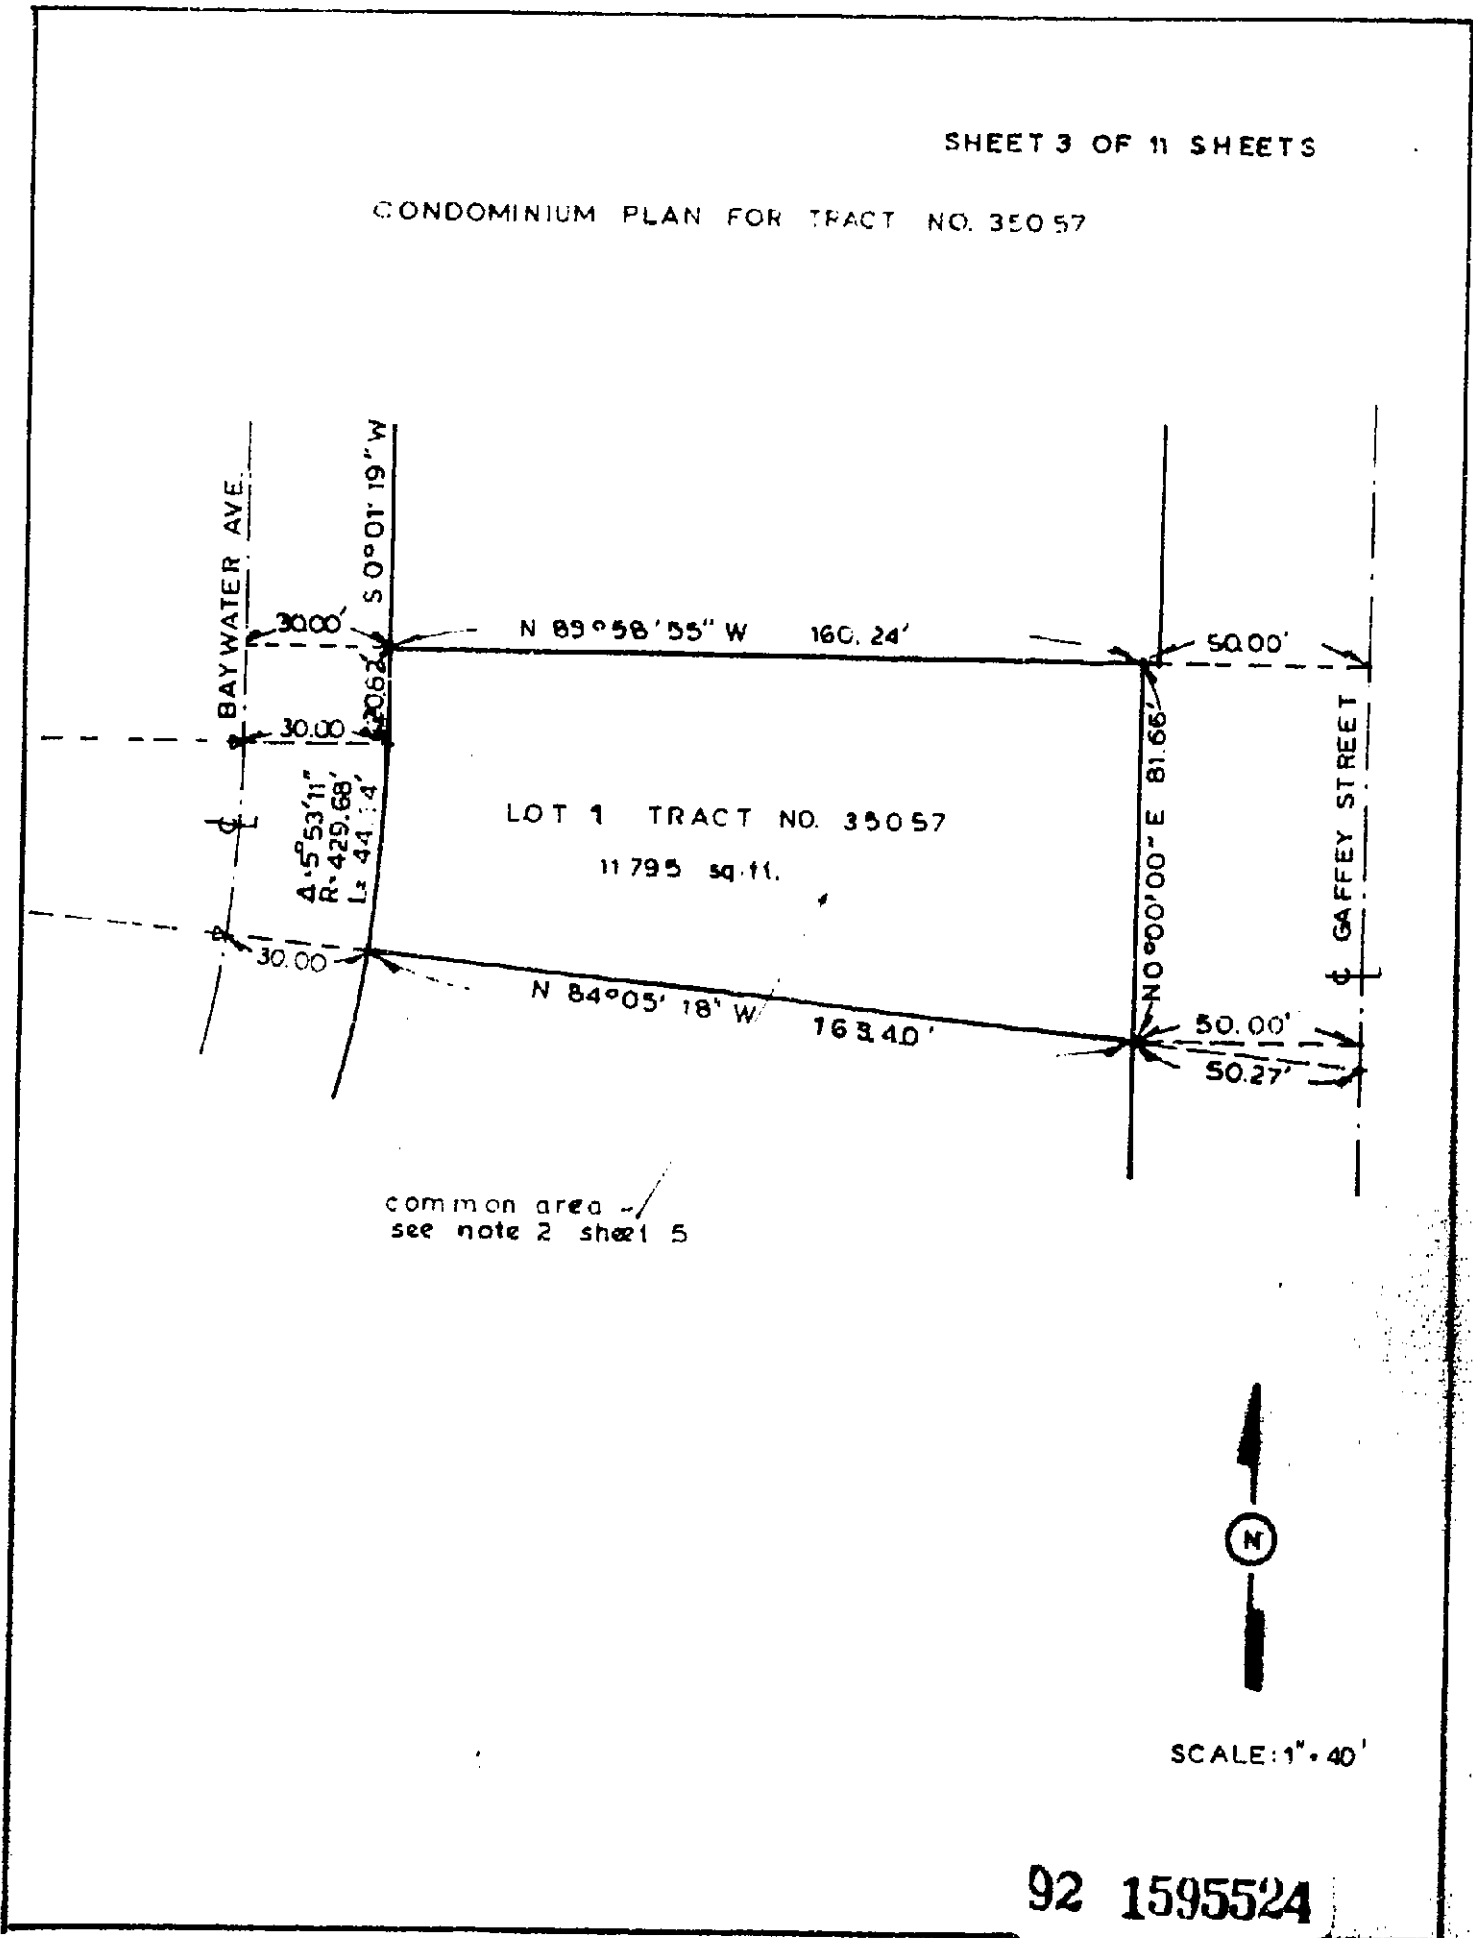 SHEET 3 OF 11 SHEETS
CONDOMINIUM PLAN FOR TRACT NO. 35057
BAYWATER AVE.
S 0°01'19" W
30.00'
N 89°58'55" W 160.24'
50.00'
20.62'
30.00
Δ=5°53'11"
R=429.68'
L=
LOT 1 TRACT NO. 35057
11795 sq.ft.
N0°00'00" E 81.66'
GAFFEY STREET
30.00
N 84°05'18" W 163.40'
50.00'
50.27'
common area -
see note 2 sheet 5
N
SCALE: 1"=40'
92 1595524